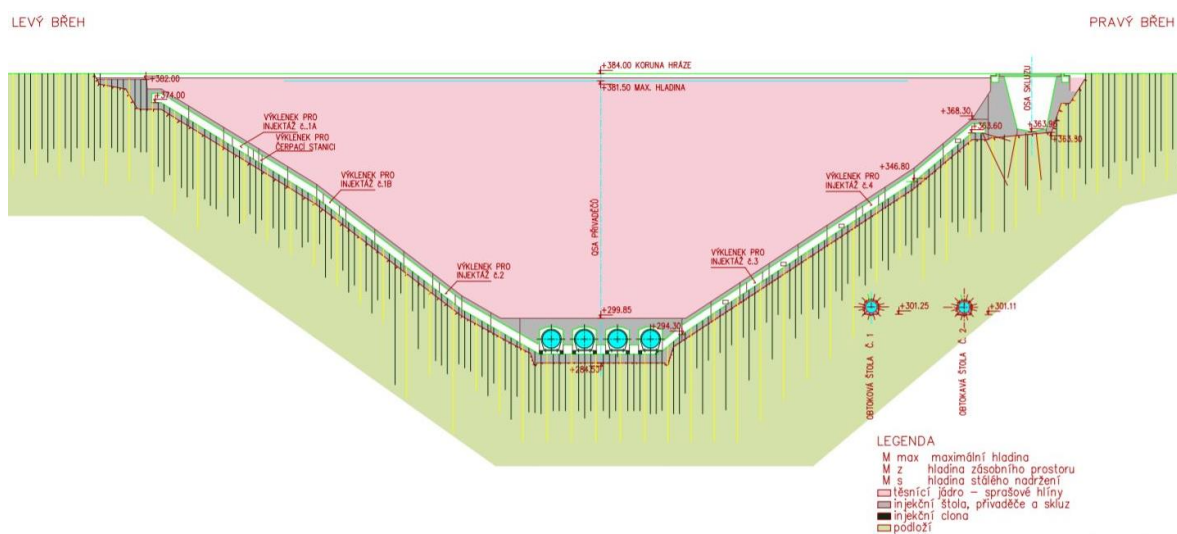 LEVÝ BŘEH
PRAVÝ BŘEH
+384.00 KORUNA HRÁZE
+382.00
+381.50 MAX. HLADINA
OSA SKLUZU
+374.00
+368.30
+363.60
+363.95
+363.80
VÝKLENEK PRO
INJEKTÁŽ č.1A
VÝKLENEK PRO
ČERPACÍ STANICI
+346.80
VÝKLENEK PRO
INJEKTÁŽ č.1B
VÝKLENEK PRO
INJEKTÁŽ č.4
OSA PŘIVADĚČŮ
VÝKLENEK PRO
INJEKTÁŽ č.2
VÝKLENEK PRO
INJEKTÁŽ č.3
+299.85
+301.25
+301.11
+294.30
+284.50
OBTOKOVÁ ŠTOLA Č. 1
OBTOKAVÁ ŠTOLA Č. 2
LEGENDA
M max maximální hladina
M z hladina zásobního prostoru
M s hladina stálého nadržení
těsnící jádro – sprašové hlíny
injekční štola, přivaděče a skluz
injekční clona
podloží